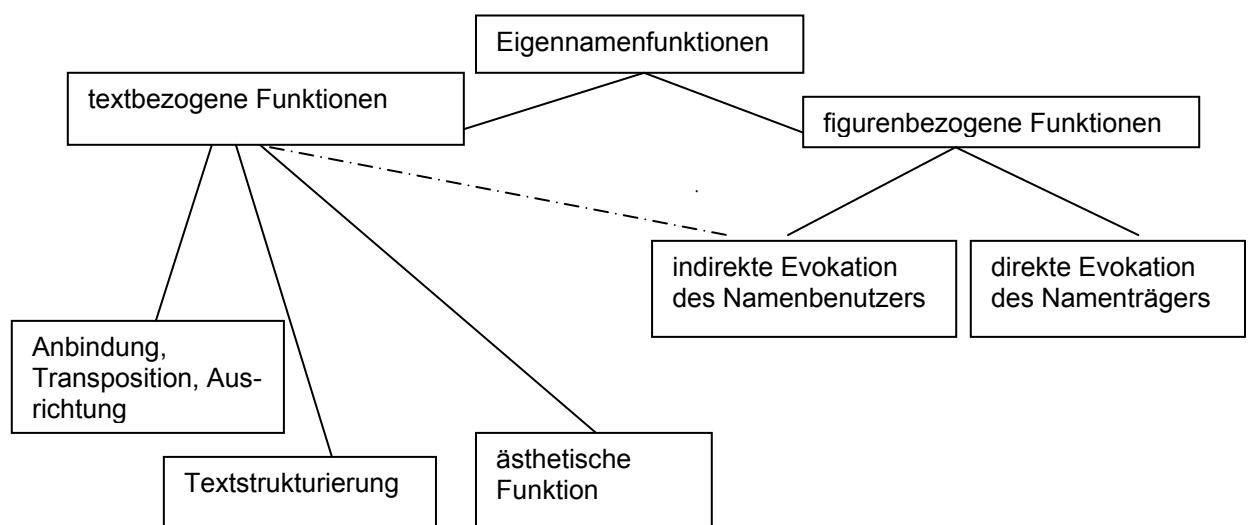 Eigennamenfunktionen
textbezogene Funktionen
figurenbezogene Funktionen
indirekte Evokation
des Namenbenutzers
direkte Evokation
des Namenträgers
Anbindung,
Transposition, Aus-
richtung
Textstrukturierung
ästhetische
Funktion